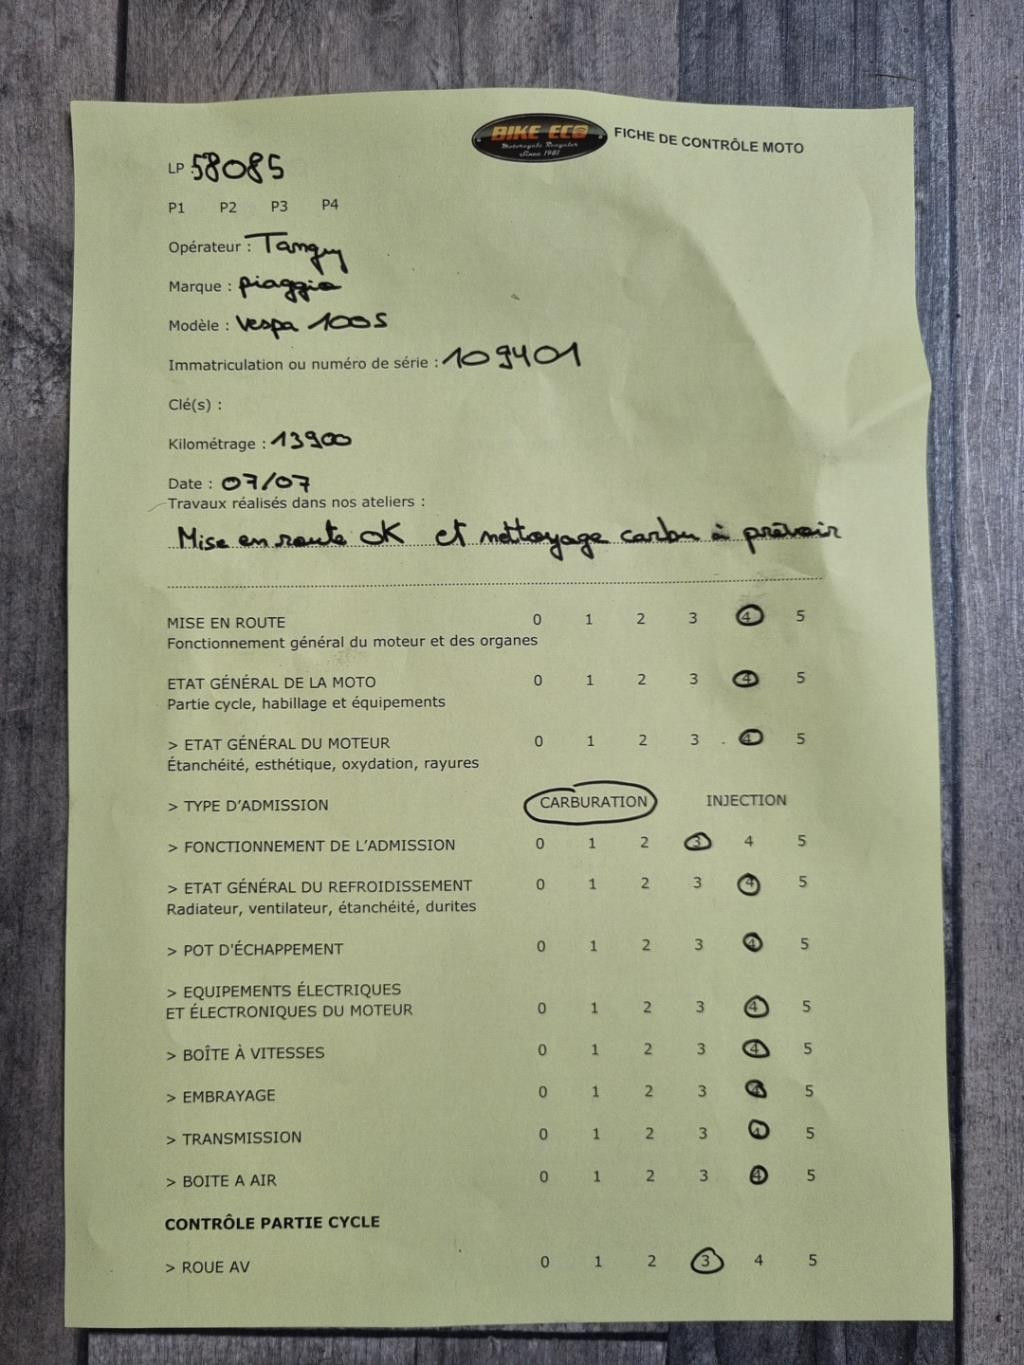 BIKE ECO
Motorcycle Recycler
Since 1981
FICHE DE CONTRÔLE MOTO
LP 58085
P1 P2 P3 P4
Opérateur : Tanguy
Marque : piaggio
Modèle : Vespa 100S
Immatriculation ou numéro de série : 109401
Clé(s) :
Kilométrage : 13900
Date : 07/07
Travaux réalisés dans nos ateliers :
Mise en route OK et nettoyage carbu à prévoir
MISE EN ROUTE 0 1 2 3 4 5
Fonctionnement général du moteur et des organes
ETAT GÉNÉRAL DE LA MOTO 0 1 2 3 4 5
Partie cycle, habillage et équipements
> ETAT GÉNÉRAL DU MOTEUR 0 1 2 3 4 5
Étanchéité, esthétique, oxydation, rayures
> TYPE D'ADMISSION CARBURATION INJECTION
> FONCTIONNEMENT DE L'ADMISSION 0 1 2 3 4 5
> ETAT GÉNÉRAL DU REFROIDISSEMENT 0 1 2 3 4 5
Radiateur, ventilateur, étanchéité, durites
> POT D'ÉCHAPPEMENT 0 1 2 3 4 5
> EQUIPEMENTS ÉLECTRIQUES
ET ÉLECTRONIQUES DU MOTEUR 0 1 2 3 4 5
> BOÎTE À VITESSES 0 1 2 3 4 5
> EMBRAYAGE 0 1 2 3 4 5
> TRANSMISSION 0 1 2 3 4 5
> BOITE A AIR 0 1 2 3 4 5
CONTRÔLE PARTIE CYCLE
> ROUE AV 0 1 2 3 4 5